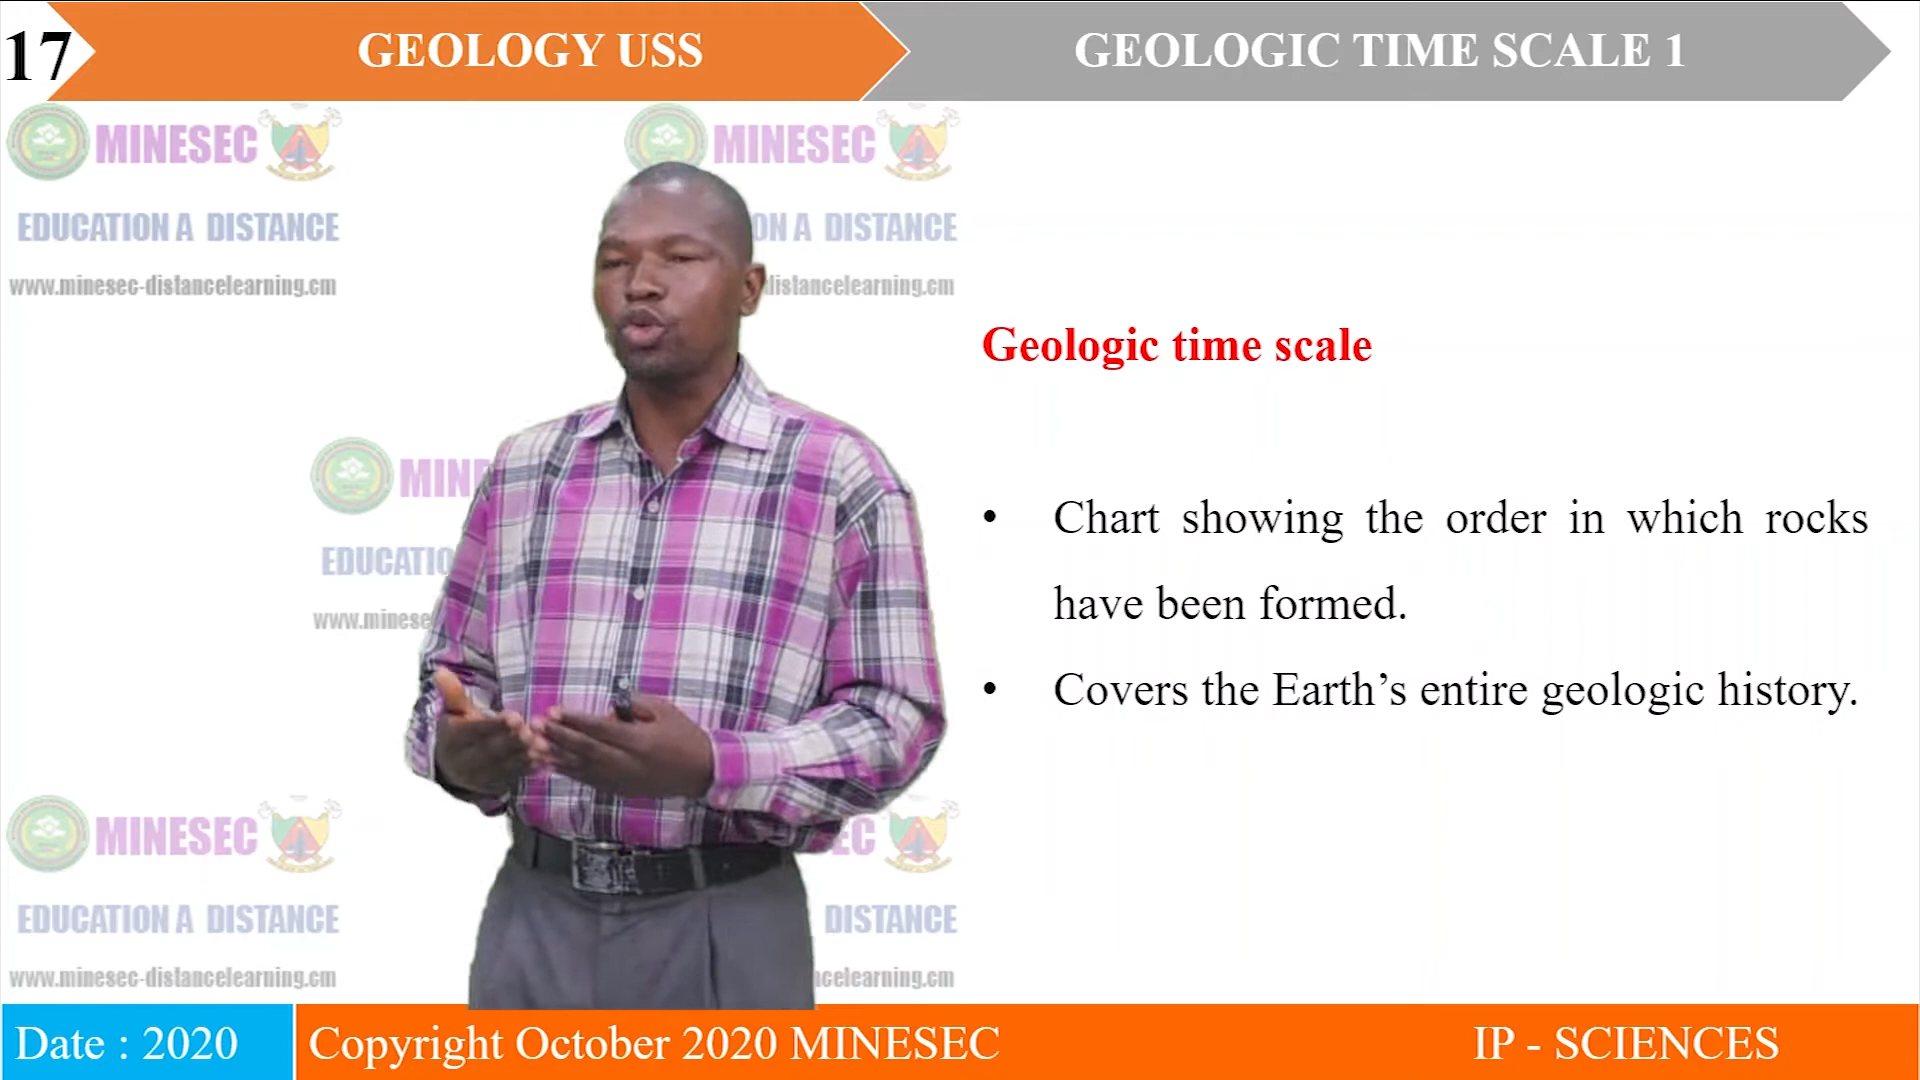 17
GEOLOGY USS
GEOLOGIC TIME SCALE 1
MINESEC
MINESEC
EDUCATION A DISTANCE
ON A DISTANCE
www.minesec-distancelearning.cm
distancelearning.cm
Geologic time scale
MINE
EDUCATIO
www.minese
• Chart showing the order in which rocks
have been formed.
• Covers the Earth’s entire geologic history.
MINESEC
EC
EDUCATION A DISTANCE
DISTANCE
www.minesec-distancelearning.cm
ncelearning.cm
Date : 2020
Copyright October 2020 MINESEC
IP - SCIENCES